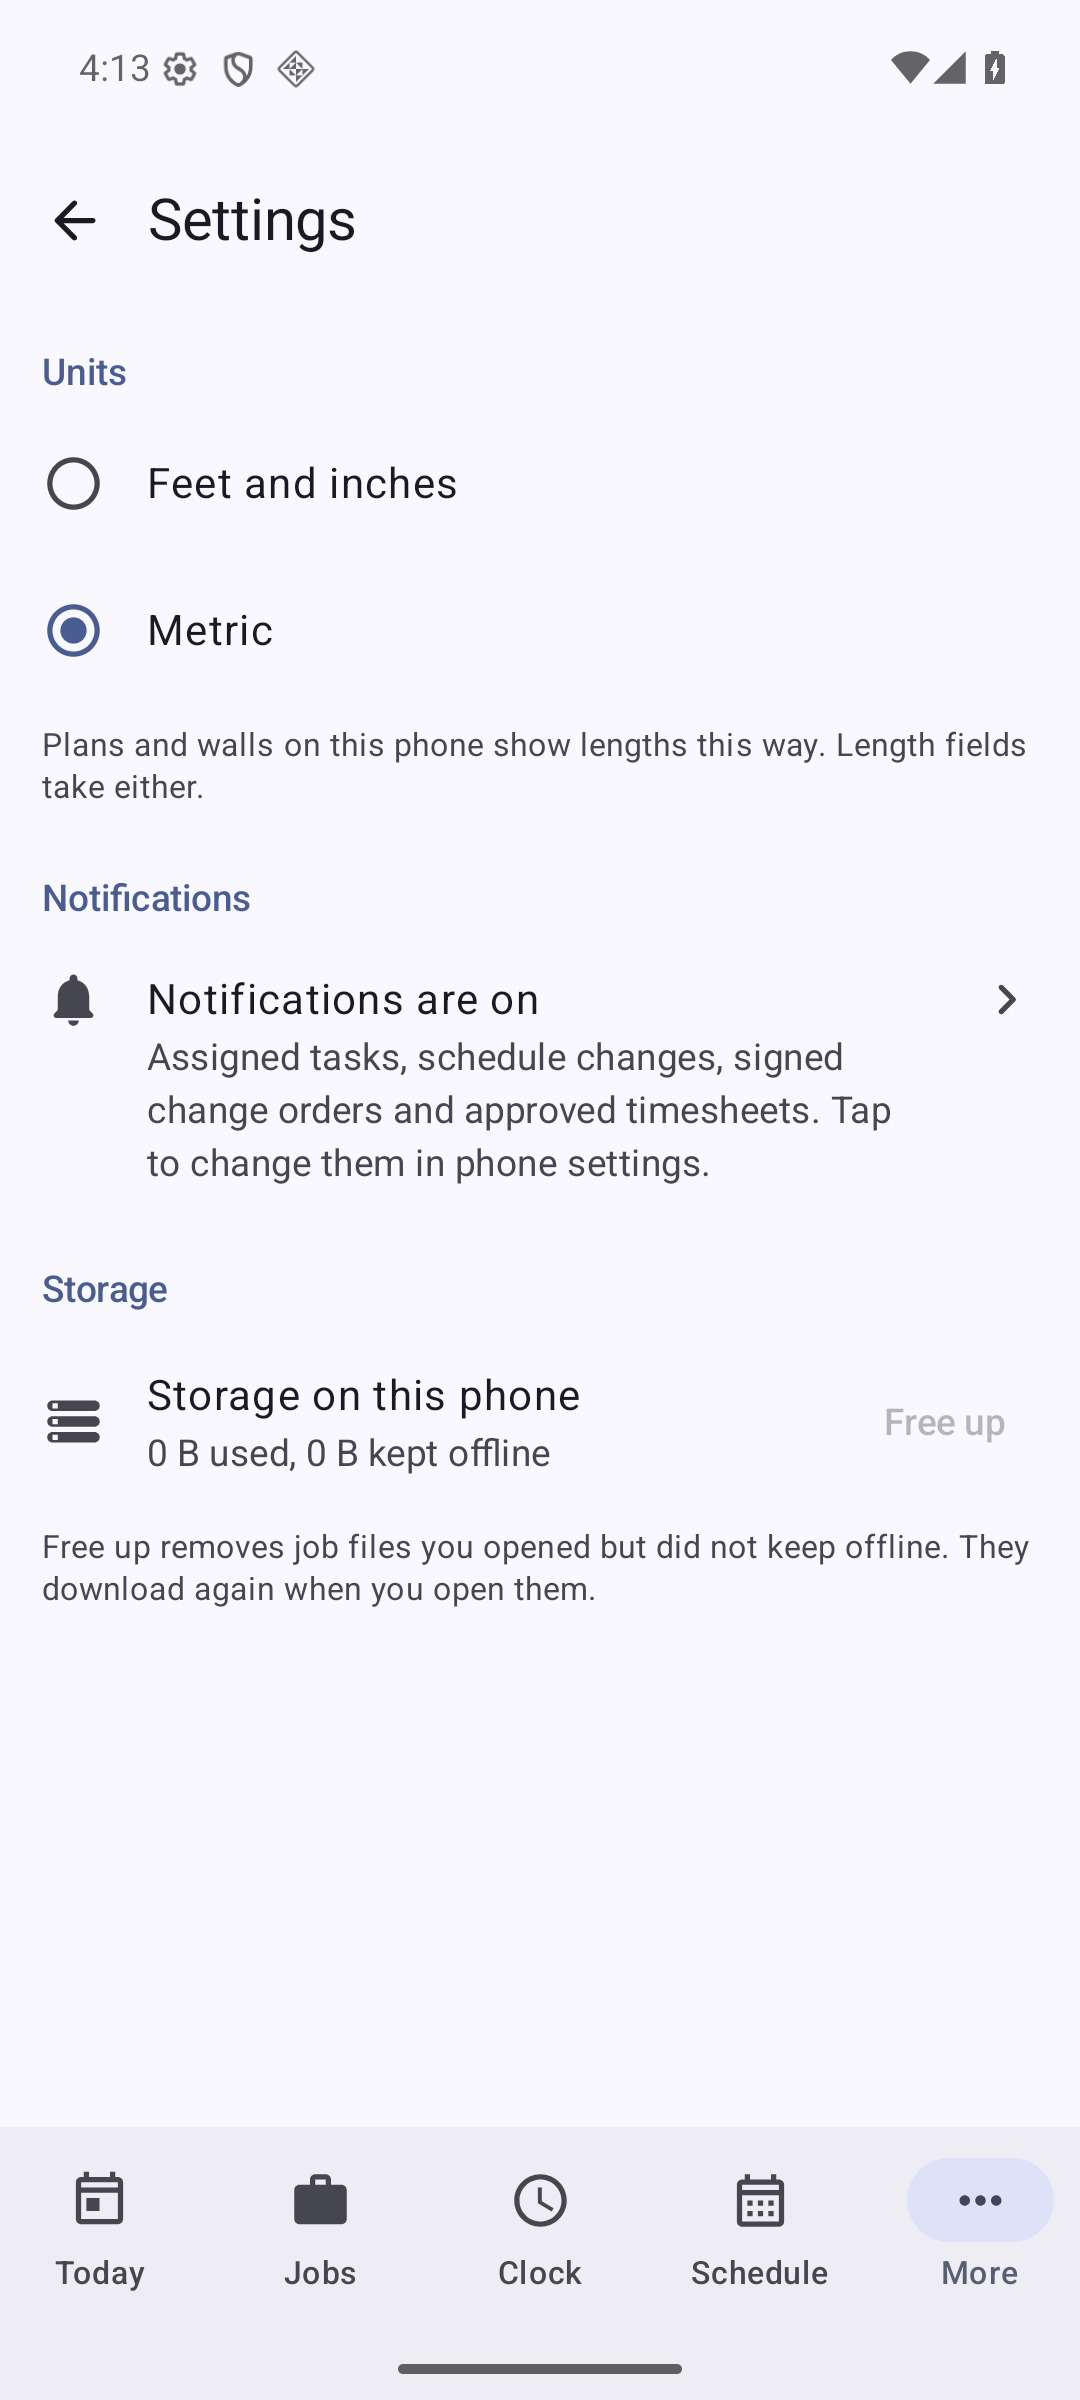 4:13
Settings
Units
Feet and inches
Metric
Plans and walls on this phone show lengths this way. Length fields
take either.
Notifications
Notifications are on
Assigned tasks, schedule changes, signed
change orders and approved timesheets. Tap
to change them in phone settings.
Storage
Storage on this phone
0 B used, 0 B kept offline
Free up
Free up removes job files you opened but did not keep offline. They
download again when you open them.
Today
Jobs
Clock
Schedule
More